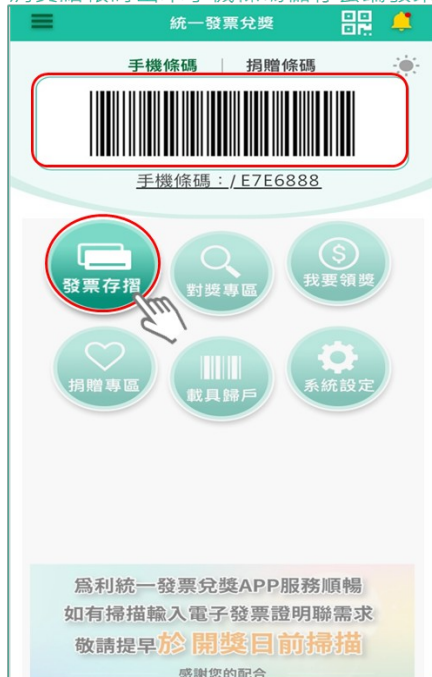 統一發票兌獎
手機條碼 | 捐贈條碼
手機條碼：/ E7E6888
發票存摺
對獎專區
我要領獎
捐贈專區
載具歸戶
系統設定
爲利統一發票兌獎APP服務順暢
如有掃描輸入電子發票證明聯需求
敬請提早於 開獎日前掃描
感謝您的配合